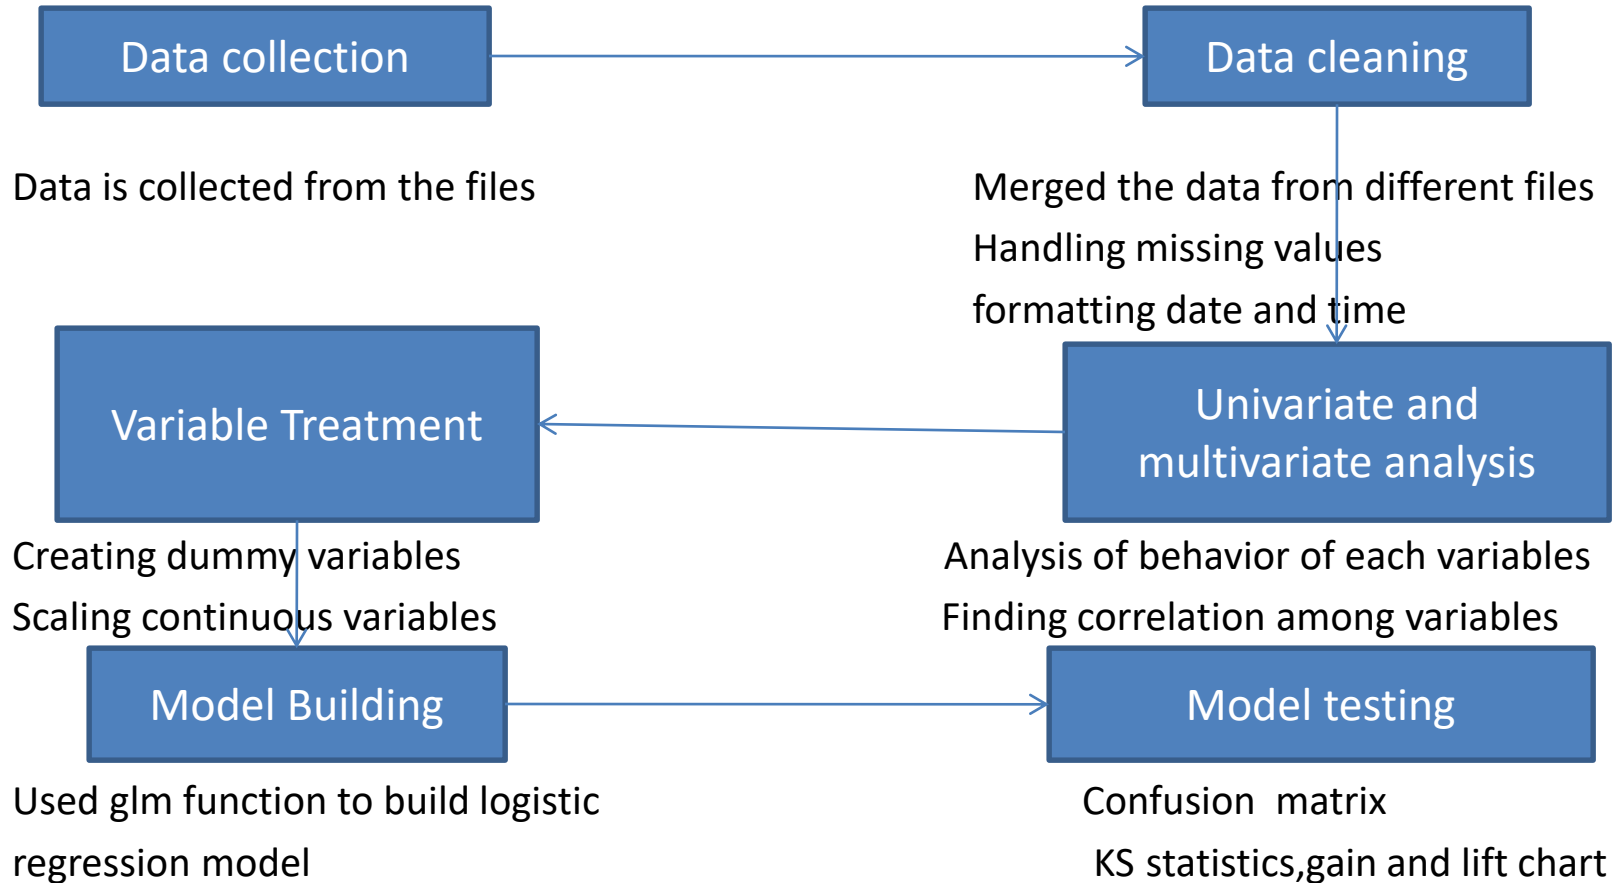 Data collection
Data cleaning
Data is collected from the files
Merged the data from different files
Handling missing values
formatting date and time
Variable Treatment
Univariate and
multivariate analysis
Creating dummy variables
Scaling continuous variables
Analysis of behavior of each variables
Finding correlation among variables
Model Building
Model testing
Used glm function to build logistic
regression model
Confusion  matrix
KS statistics,gain and lift chart